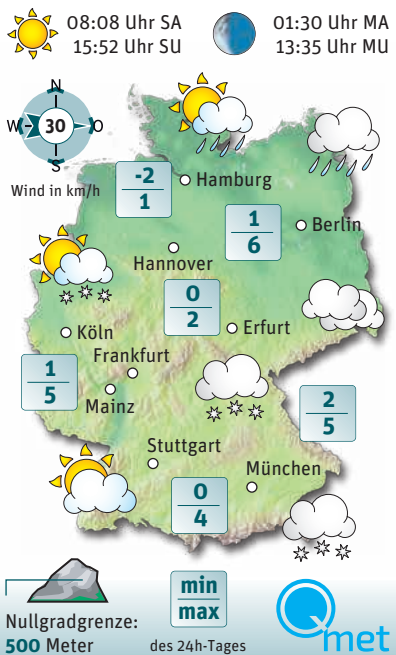 08:08 Uhr SA
15:52 Uhr SU
01:30 Uhr MA
13:35 Uhr MU
N
W
30
O
S
Wind in km/h
-2
1
Hamburg
1
6
Berlin
Hannover
0
2
Erfurt
Köln
Frankfurt
1
5
Mainz
2
5
Stuttgart
München
0
4
Nullgradgrenze:
500 Meter
min
max
des 24h-Tages
Qmet